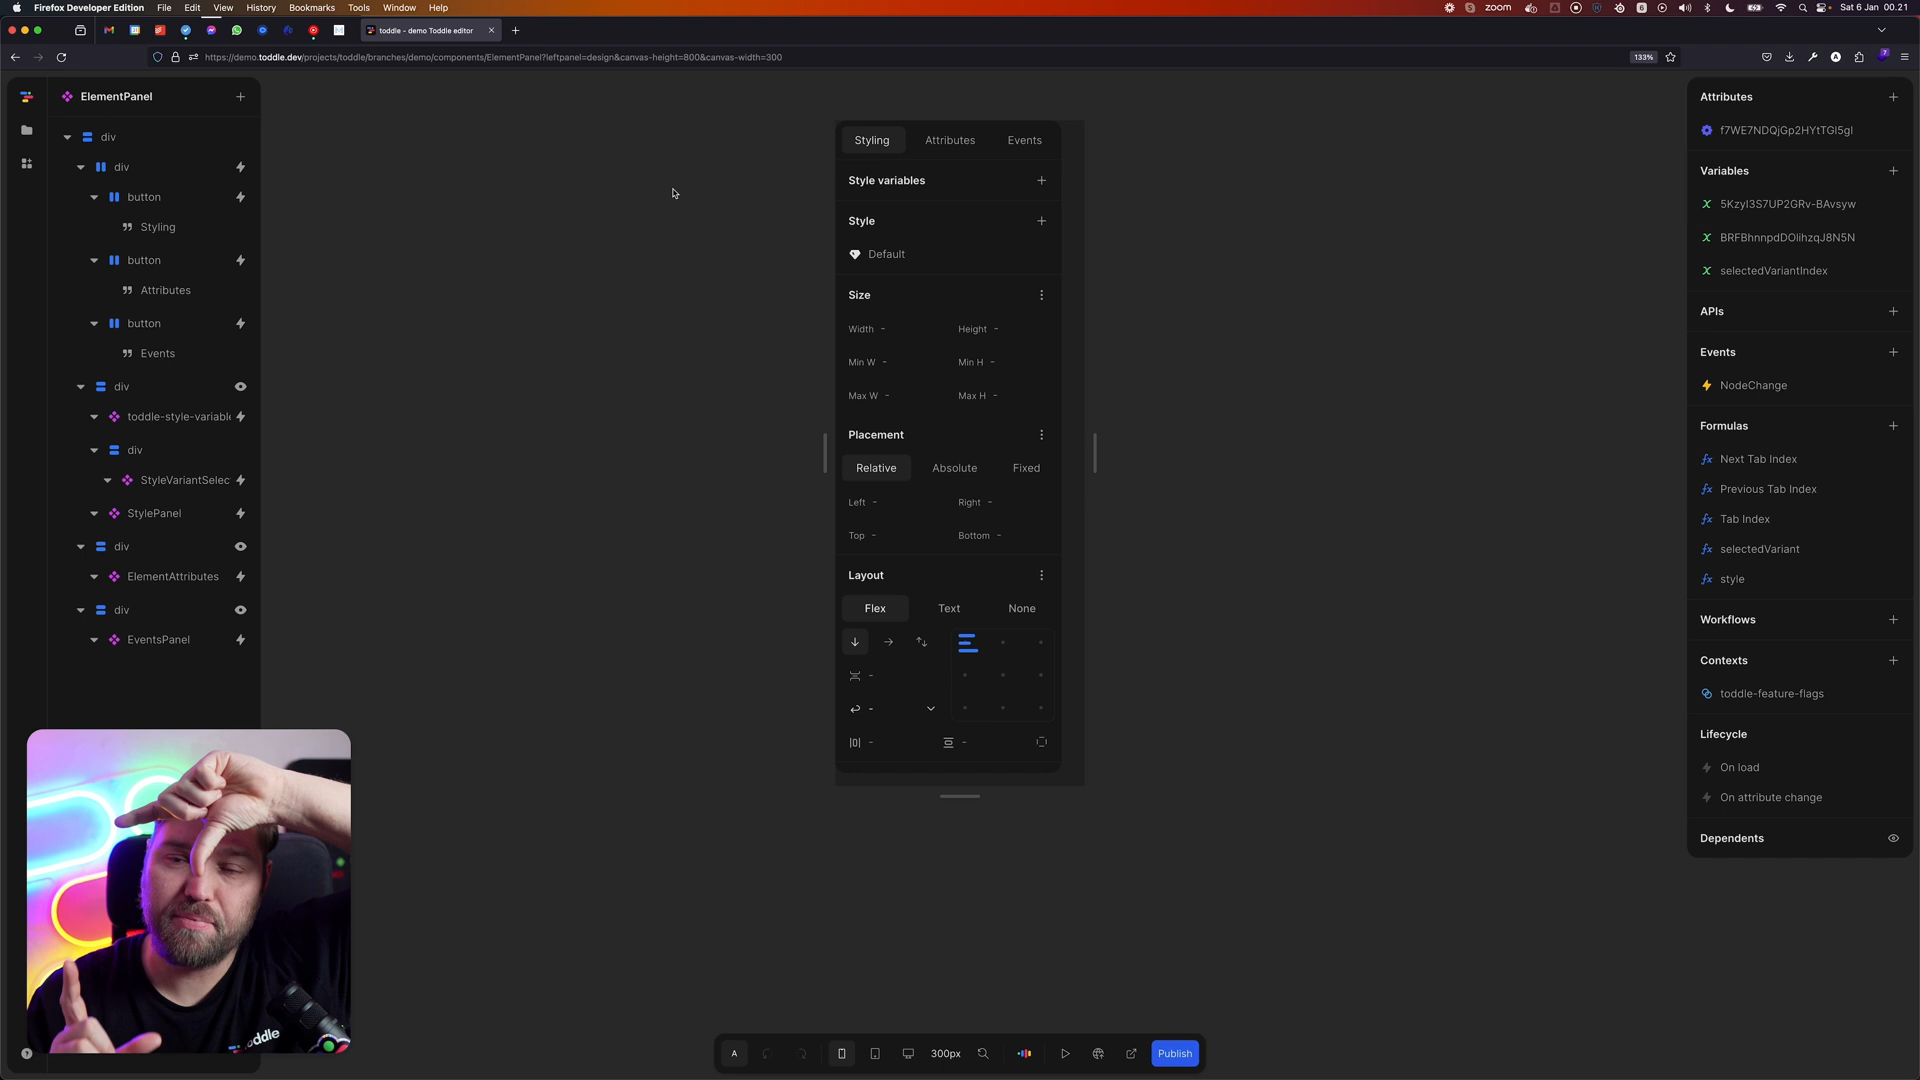 Firefox Developer Edition File Edit View History Bookmarks Tools Window Help
zoom 6 Sat 6 Jan 00.21
toddle - demo Toddle editor
https://demo.toddle.dev/projects/toddle/branches/demo/components/ElementPanel?leftpanel=design&canvas-height=800&canvas-width=300
133%
7
ElementPanel
div
div
button
Styling
button
Attributes
button
Events
div
toddle-style-variable
div
StyleVariantSelec
StylePanel
div
ElementAttributes
div
EventsPanel
Styling Attributes Events
Style variables
Style
Default
Size
Width - Height -
Min W - Min H -
Max W - Max H -
Placement
Relative Absolute Fixed
Left - Right -
Top - Bottom -
Layout
Flex Text None
-
-
- -
Attributes
f7WE7NDQjGp2HYtTGl5gl
Variables
5KzyI3S7UP2GRv-BAvsyw
BRFBhnnpdDOlihzqJ8N5N
selectedVariantIndex
APIs
Events
NodeChange
Formulas
Next Tab Index
Previous Tab Index
Tab Index
selectedVariant
style
Workflows
Contexts
toddle-feature-flags
Lifecycle
On load
On attribute change
Dependents
toddle
A 300px Publish